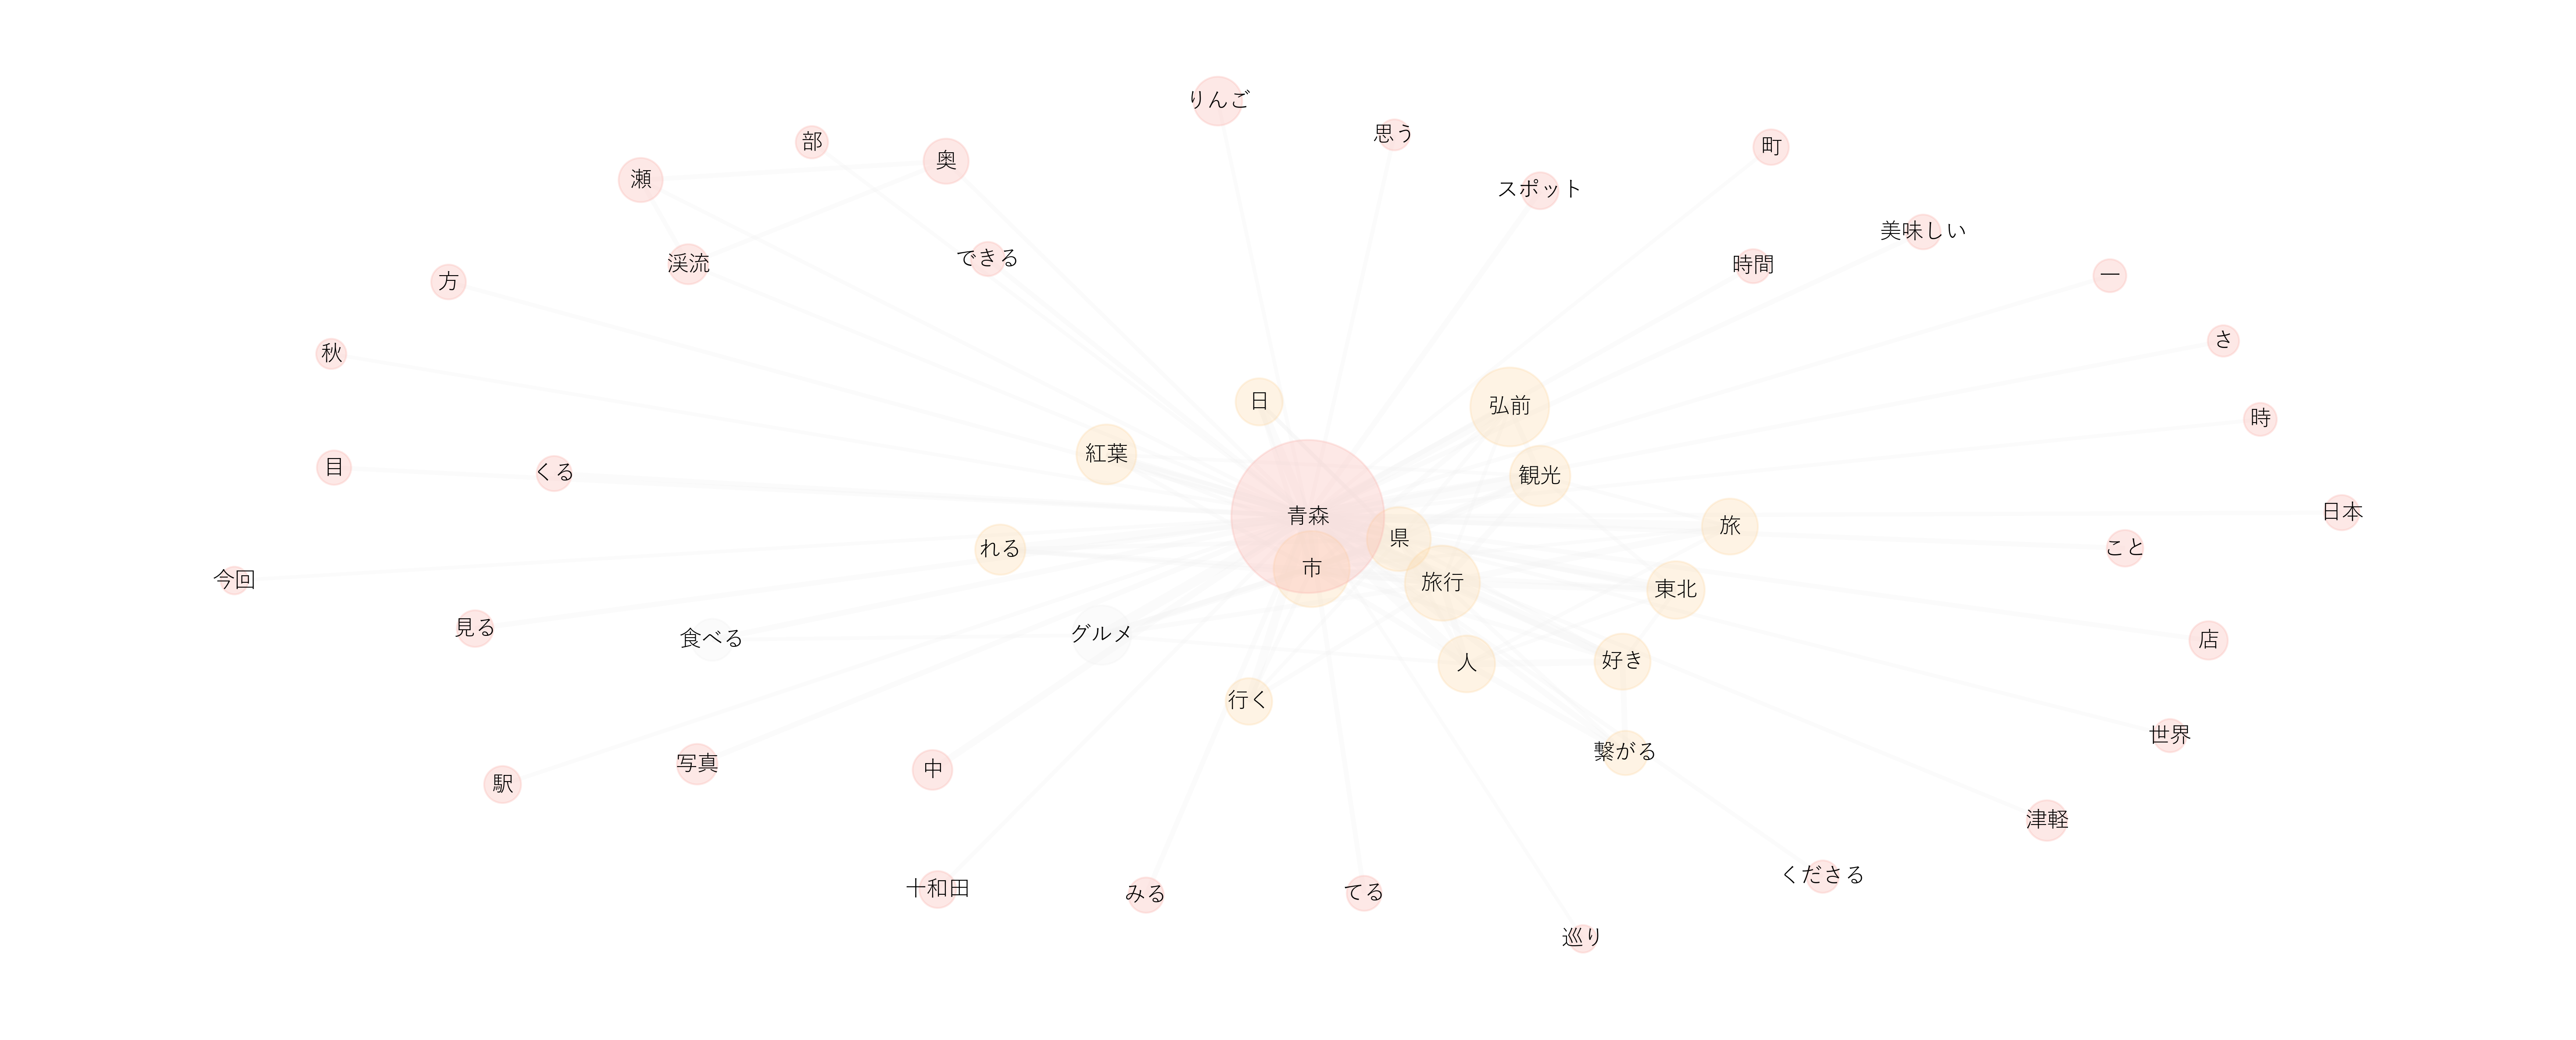 りんご
思う
部
町
奥
瀬
スポット
美味しい
できる
渓流
時間
一
方
さ
秋
日
弘前
時
紅葉
目
くる
観光
日本
青森
旅
県
れる
こと
市
今回
旅行
東北
見る
食べる
グルメ
店
人
好き
行く
世界
繋がる
写真
中
駅
津軽
くださる
十和田
みる
てる
巡り